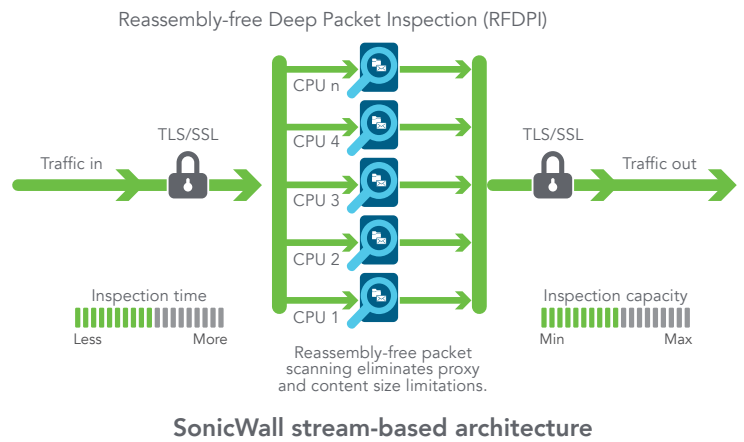 Reassembly-free Deep Packet Inspection (RFDPI)
CPU n
TLS/SSL
TLS/SSL
CPU 4
Traffic in
Traffic out
CPU 3
CPU 2
Inspection time
Less
More
CPU 1
Inspection capacity
Min
Max
Reassembly-free packet
scanning eliminates proxy
and content size limitations.
SonicWall stream-based architecture